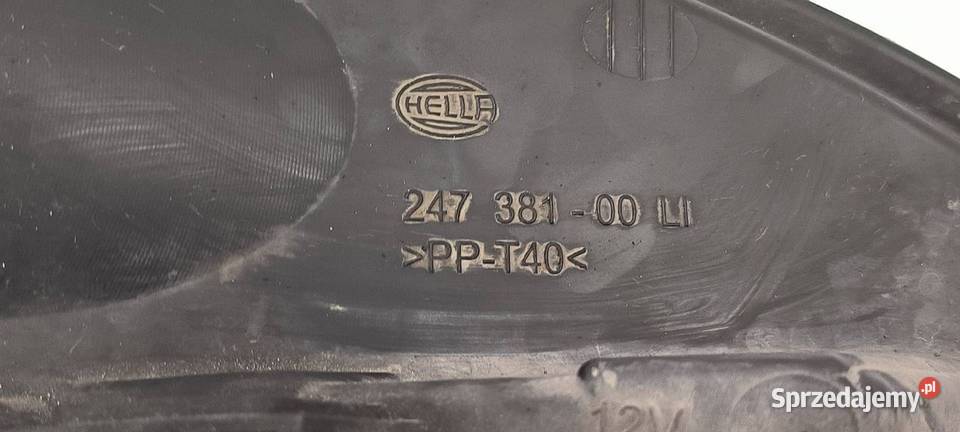 HELLA
247 381-00 LI
>PP-T40<
12V
Sprzedajemy.pl